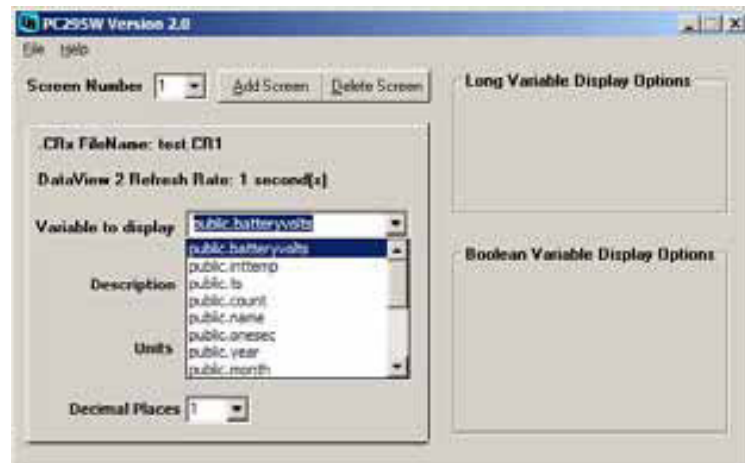 PC295W Version 2.0
File Help
Screen Number 1 Add Screen Delete Screen
Long Variable Display Options
.CRx FileName: test CR1
DataView 2 Refresh Rate: 1 second(s)
Variable to display public.batteryvolts
public.batteryvolts
public.inttemp
Description public.ts
public.count
public.name
Units public.onesec
public.year
public.month
Boolean Variable Display Options
Decimal Places 1